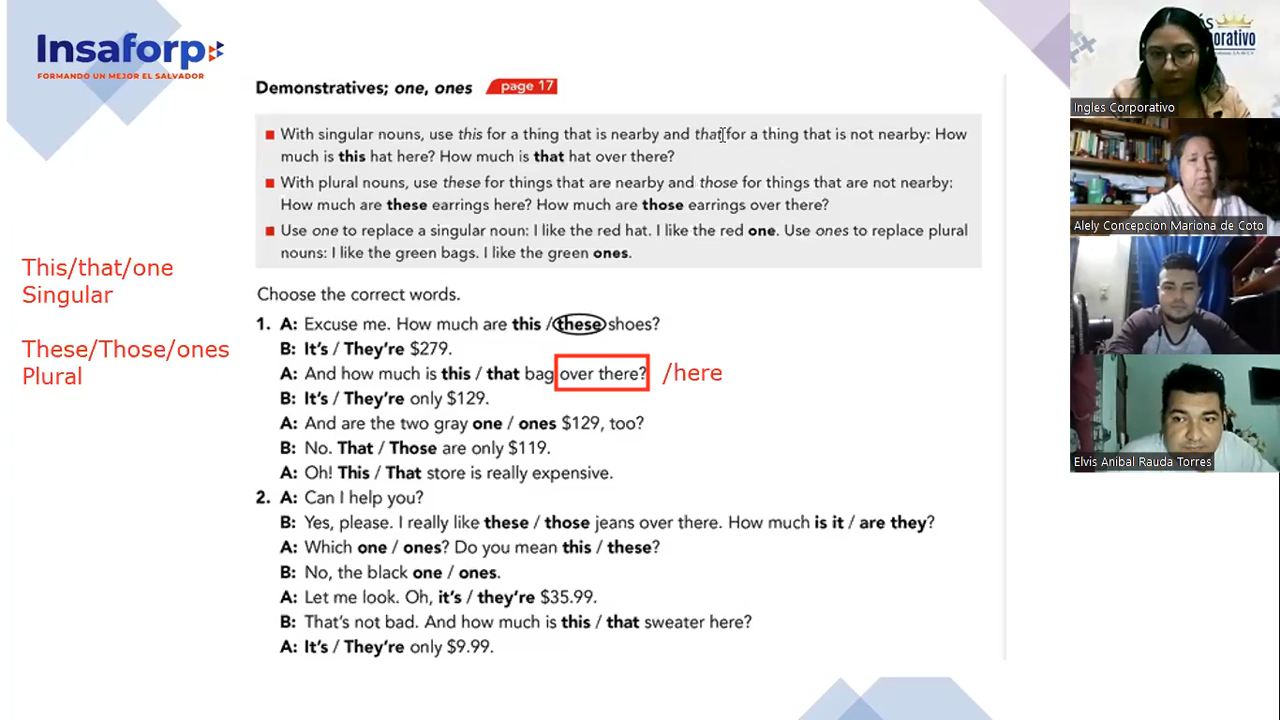 Insaforp
FORMANDO UN MEJOR EL SALVADOR
Demonstratives; one, ones page 17
With singular nouns, use this for a thing that is nearby and that for a thing that is not nearby: How
much is this hat here? How much is that hat over there?
With plural nouns, use these for things that are nearby and those for things that are not nearby:
How much are these earrings here? How much are those earrings over there?
Use one to replace a singular noun: I like the red hat. I like the red one. Use ones to replace plural
nouns: I like the green bags. I like the green ones.
This/that/one
Singular
These/Those/ones
Plural
Choose the correct words.
1. A: Excuse me. How much are this / these shoes?
B: It's / They're $279.
A: And how much is this / that bag over there? /here
B: It's / They're only $129.
A: And are the two gray one / ones $129, too?
B: No. That / Those are only $119.
A: Oh! This / That store is really expensive.
2. A: Can I help you?
B: Yes, please. I really like these / those jeans over there. How much is it / are they?
A: Which one / ones? Do you mean this / these?
B: No, the black one / ones.
A: Let me look. Oh, it's / they're $35.99.
B: That's not bad. And how much is this / that sweater here?
A: It's / They're only $9.99.
Ingles Corporativo
Alely Concepcion Mariona de Coto
Elvis Anibal Rauda Torres